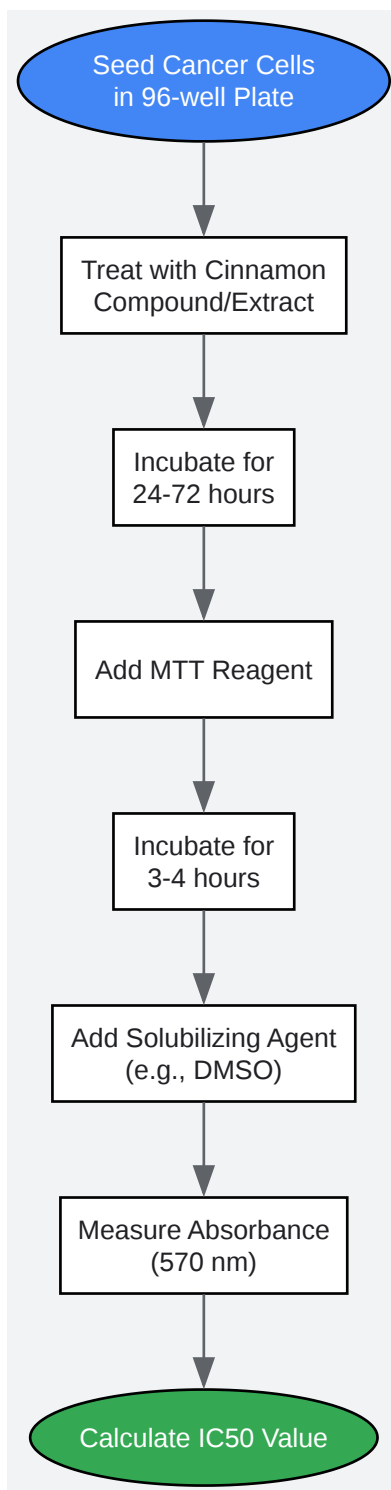 Seed Cancer Cells
in 96-well Plate
Treat with Cinnamon
Compound/Extract
Incubate for
24-72 hours
Add MTT Reagent
Incubate for
3-4 hours
Add Solubilizing Agent
(e.g., DMSO)
Measure Absorbance
(570 nm)
Calculate IC50 Value